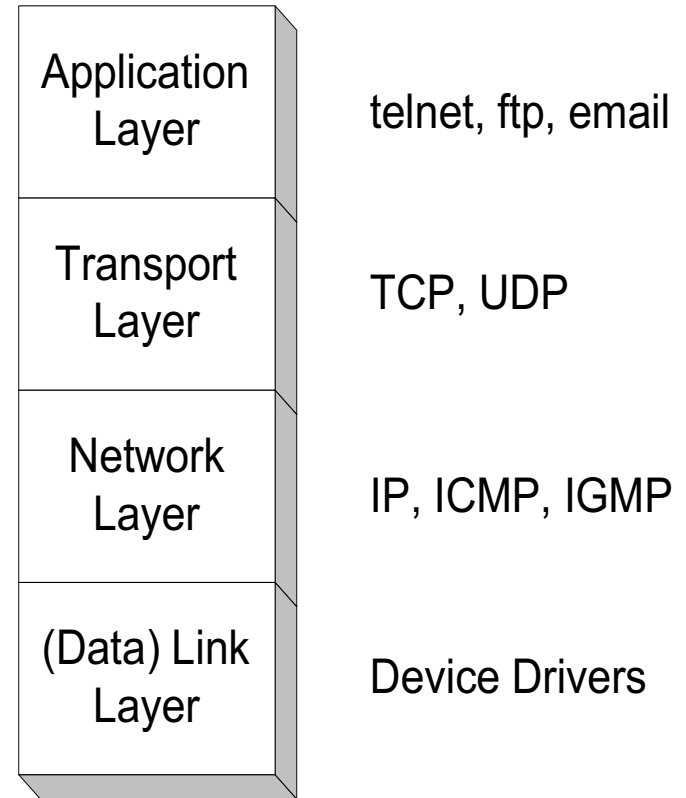 Application
Layer
telnet, ftp, email
Transport
Layer
TCP, UDP
Network
Layer
IP, ICMP, IGMP
(Data) Link
Layer
Device Drivers